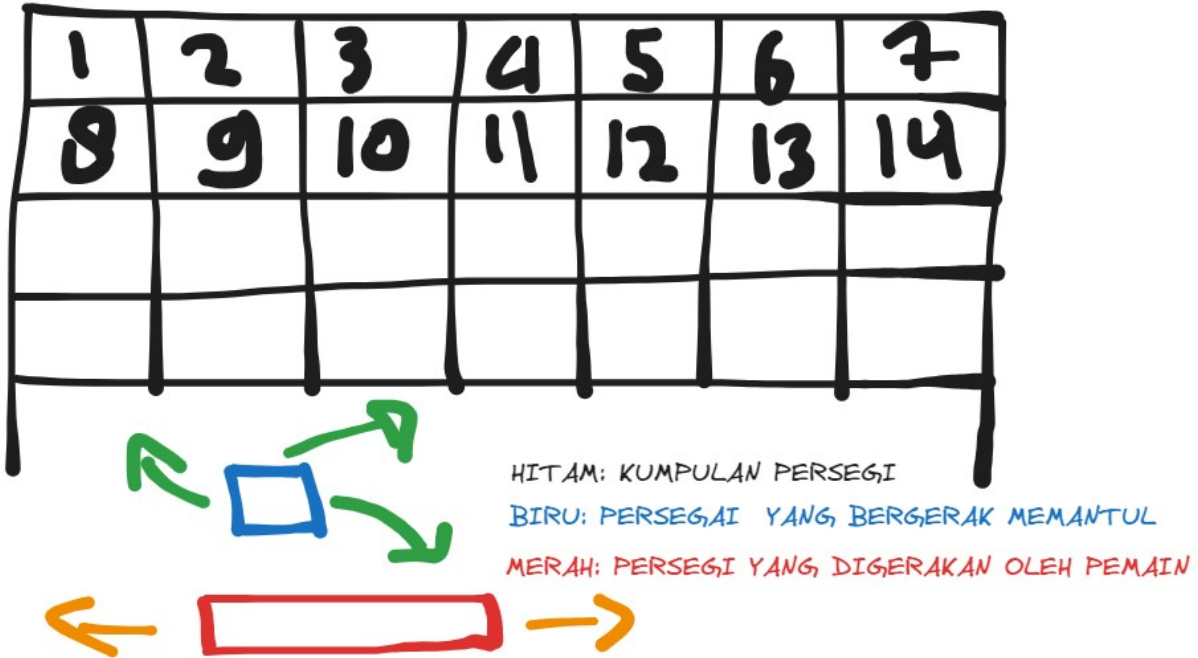 1 2 3 4 5 6 7
8 9 10 11 12 13 14
HITAM: KUMPULAN PERSEGI
BIRU: PERSEGAI YANG BERGERAK MEMANTUL
MERAH: PERSEGI YANG DIGERAKAN OLEH PEMAIN